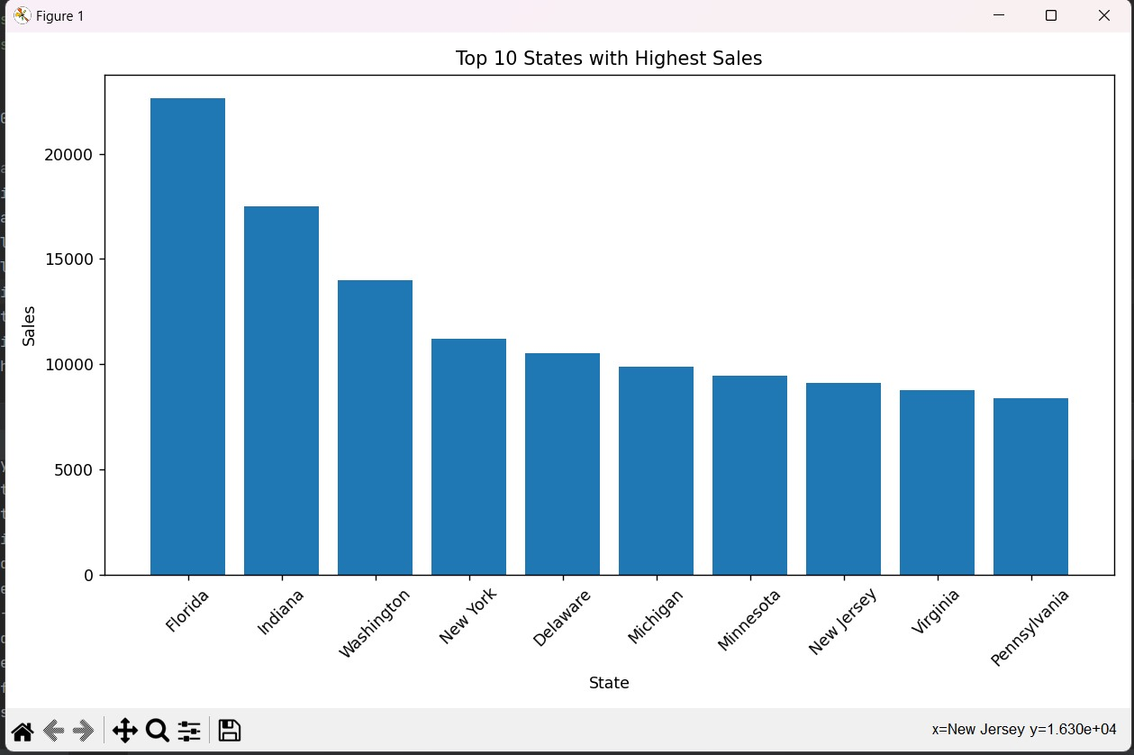 Figure 1
Top 10 States with Highest Sales
20000
15000
10000
5000
0
Sales
Florida
Indiana
Washington
New York
Delaware
Michigan
Minnesota
New Jersey
Virginia
Pennsylvania
State
x=New Jersey y=1.630e+04